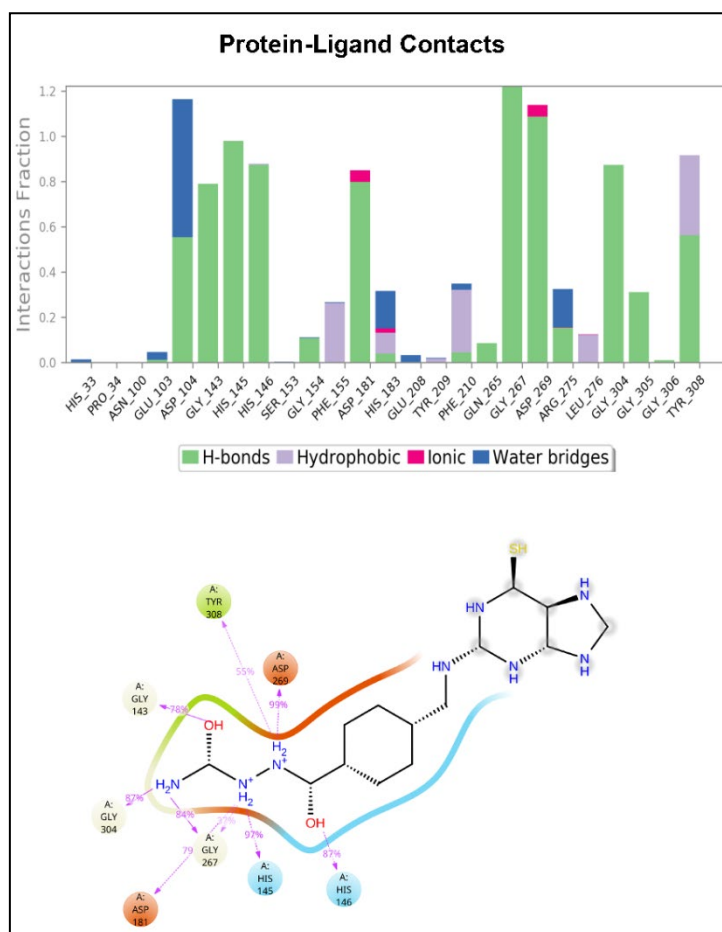 Protein-Ligand Contacts
Interactions Fraction
1.2
1.0
0.8
0.6
0.4
0.2
0.0
HIS_33
PRO_34
ASN_100
GLU_103
ASP_104
GLY_143
HIS_145
HIS_146
SER_153
GLY_154
PHE_155
ASP_181
HIS_183
GLU_208
TYR_209
PHE_210
GLN_265
GLY_267
ASP_269
ARG_275
LEU_276
GLY_304
GLY_305
GLY_306
TYR_308
H-bonds Hydrophobic Ionic Water bridges
SH
NH
H
N
A:
TYR
308
55%
A:
ASP
269
99%
HN
N
H
N
H
A:
GLY
143
78%
OH
H2
N+
H2N
N+
H2
OH
87%
A:
GLY
304
84%
A:
GLY
267
97%
87%
79
A:
HIS
145
A:
HIS
146
A:
ASP
181